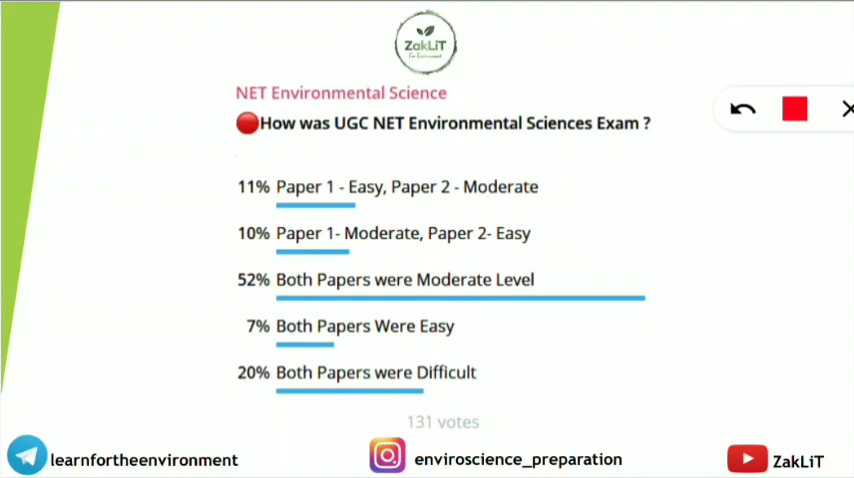 ZakLiT
For Environment
NET Environmental Science
How was UGC NET Environmental Sciences Exam ?
11% Paper 1 - Easy, Paper 2 - Moderate
10% Paper 1- Moderate, Paper 2- Easy
52% Both Papers were Moderate Level
7% Both Papers Were Easy
20% Both Papers were Difficult
131 votes
learnfortheenvironment
enviroscience_preparation
ZakLiT